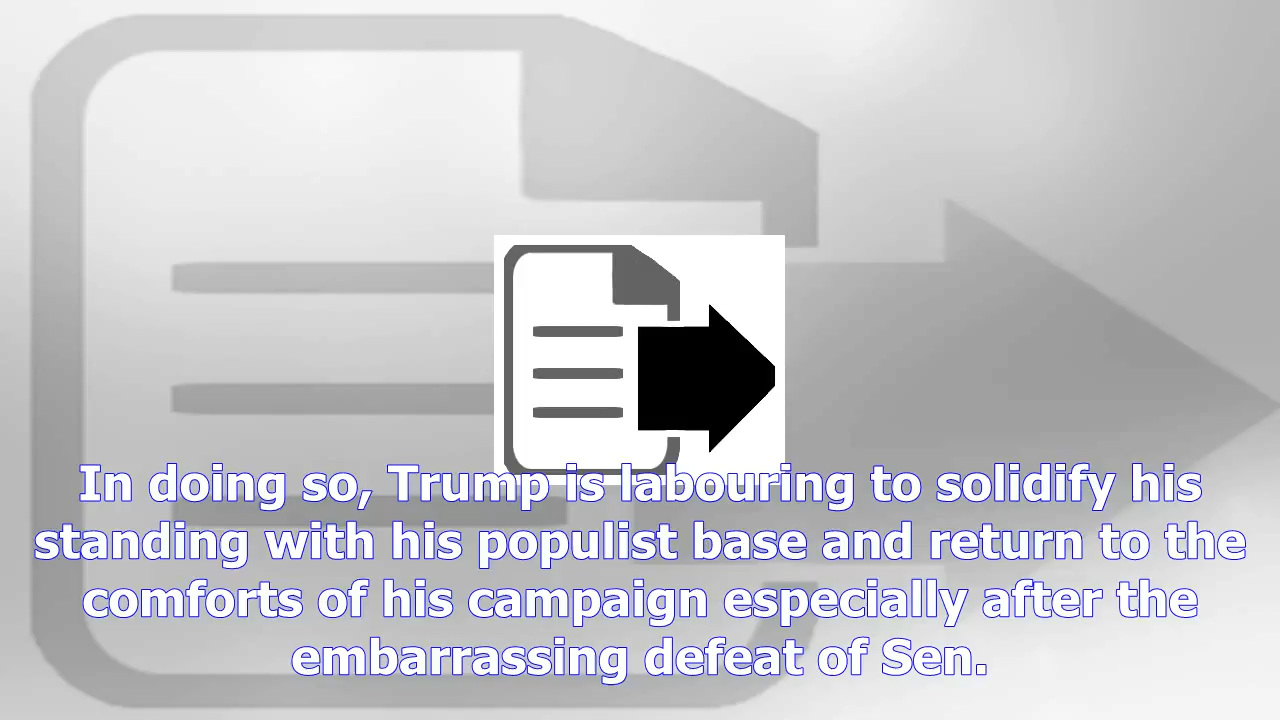 In doing so, Trump is labouring to solidify his
standing with his populist base and return to the
comforts of his campaign especially after the
embarrassing defeat of Sen.